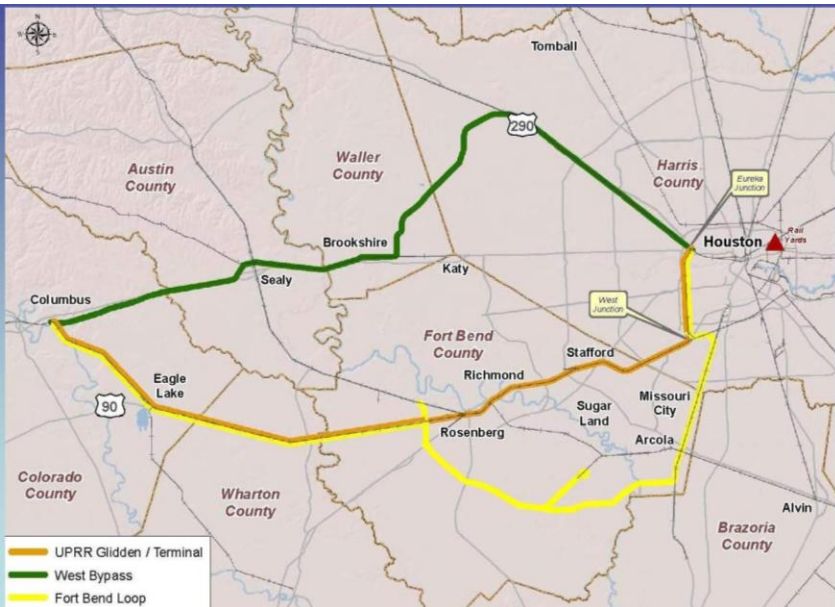 N
W
E
S
Tomball
290
Austin
County
Waller
County
Harris
County
Eureka
Junction
Houston
Rail
Yards
Brookshire
Sealy
Katy
Columbus
West
Junction
Fort Bend
County
Stafford
Richmond
Eagle
Lake
90
Missouri
City
Sugar
Land
Rosenberg
Arcola
Colorado
County
Wharton
County
Alvin
Brazoria
County
UPRR Glidden / Terminal
West Bypass
Fort Bend Loop